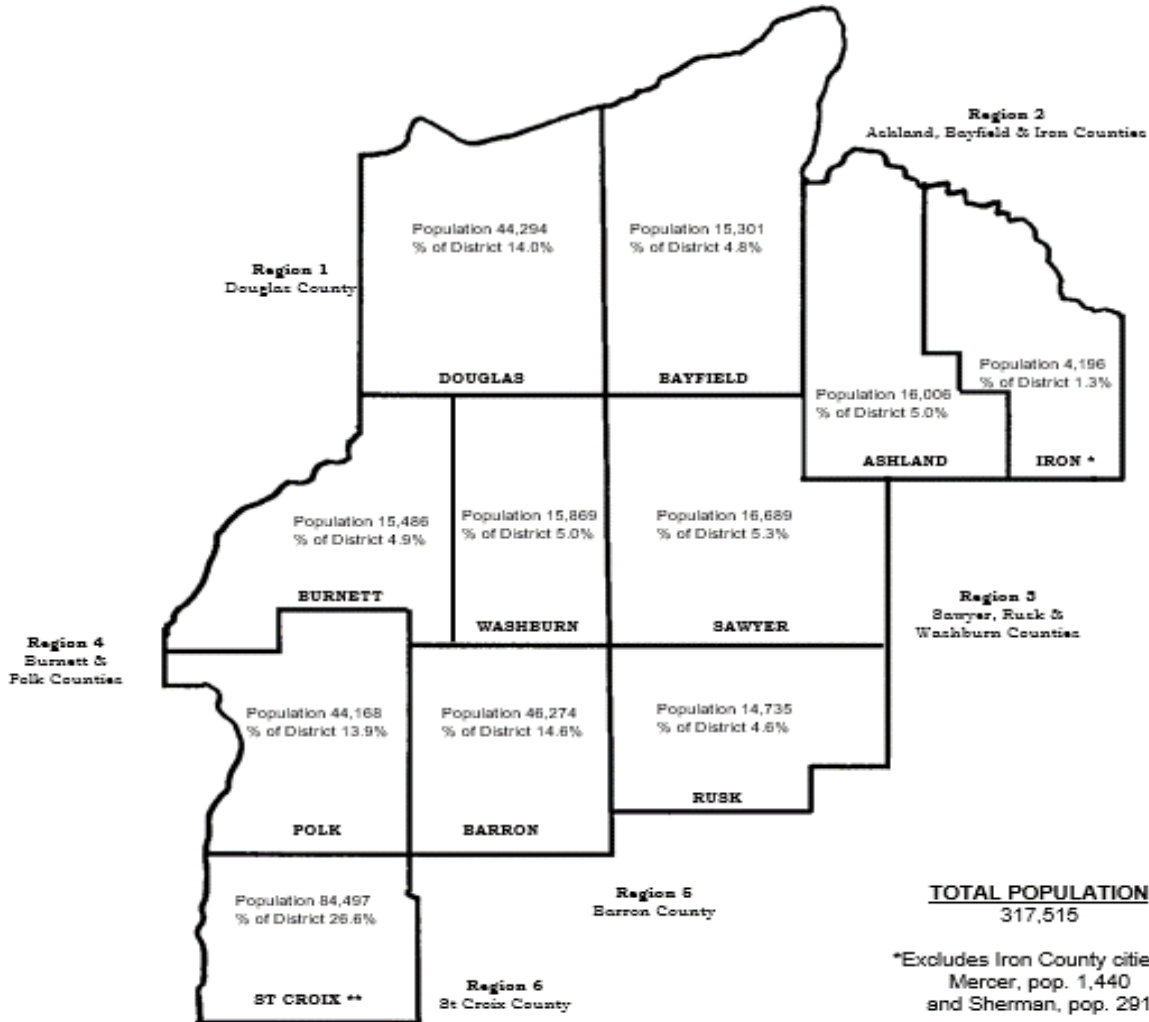 Region 2
Ashland, Bayfield & Iron Counties
Population 44,294
% of District 14.0%
Population 15,301
% of District 4.8%
Region 1
Douglas County
Population 4,196
% of District 1.3%
DOUGLAS
BAYFIELD
Population 16,006
% of District 5.0%
ASHLAND
IRON *
Population 15,486
% of District 4.9%
Population 15,869
% of District 5.0%
Population 16,689
% of District 5.3%
BURNETT
WASHBURN
SAWYER
Region 3
Sawyer, Rusk &
Washburn Counties
Region 4
Burnett &
Polk Counties
Population 44,168
% of District 13.9%
Population 46,274
% of District 14.6%
Population 14,735
% of District 4.6%
RUSK
POLK
BARRON
Population 84,497
% of District 26.6%
Region 5
Barron County
TOTAL POPULATION
317,515
*Excludes Iron County citie
Mercer, pop. 1,440
and Sherman, pop. 291
ST CROIX **
Region 6
St Croix County